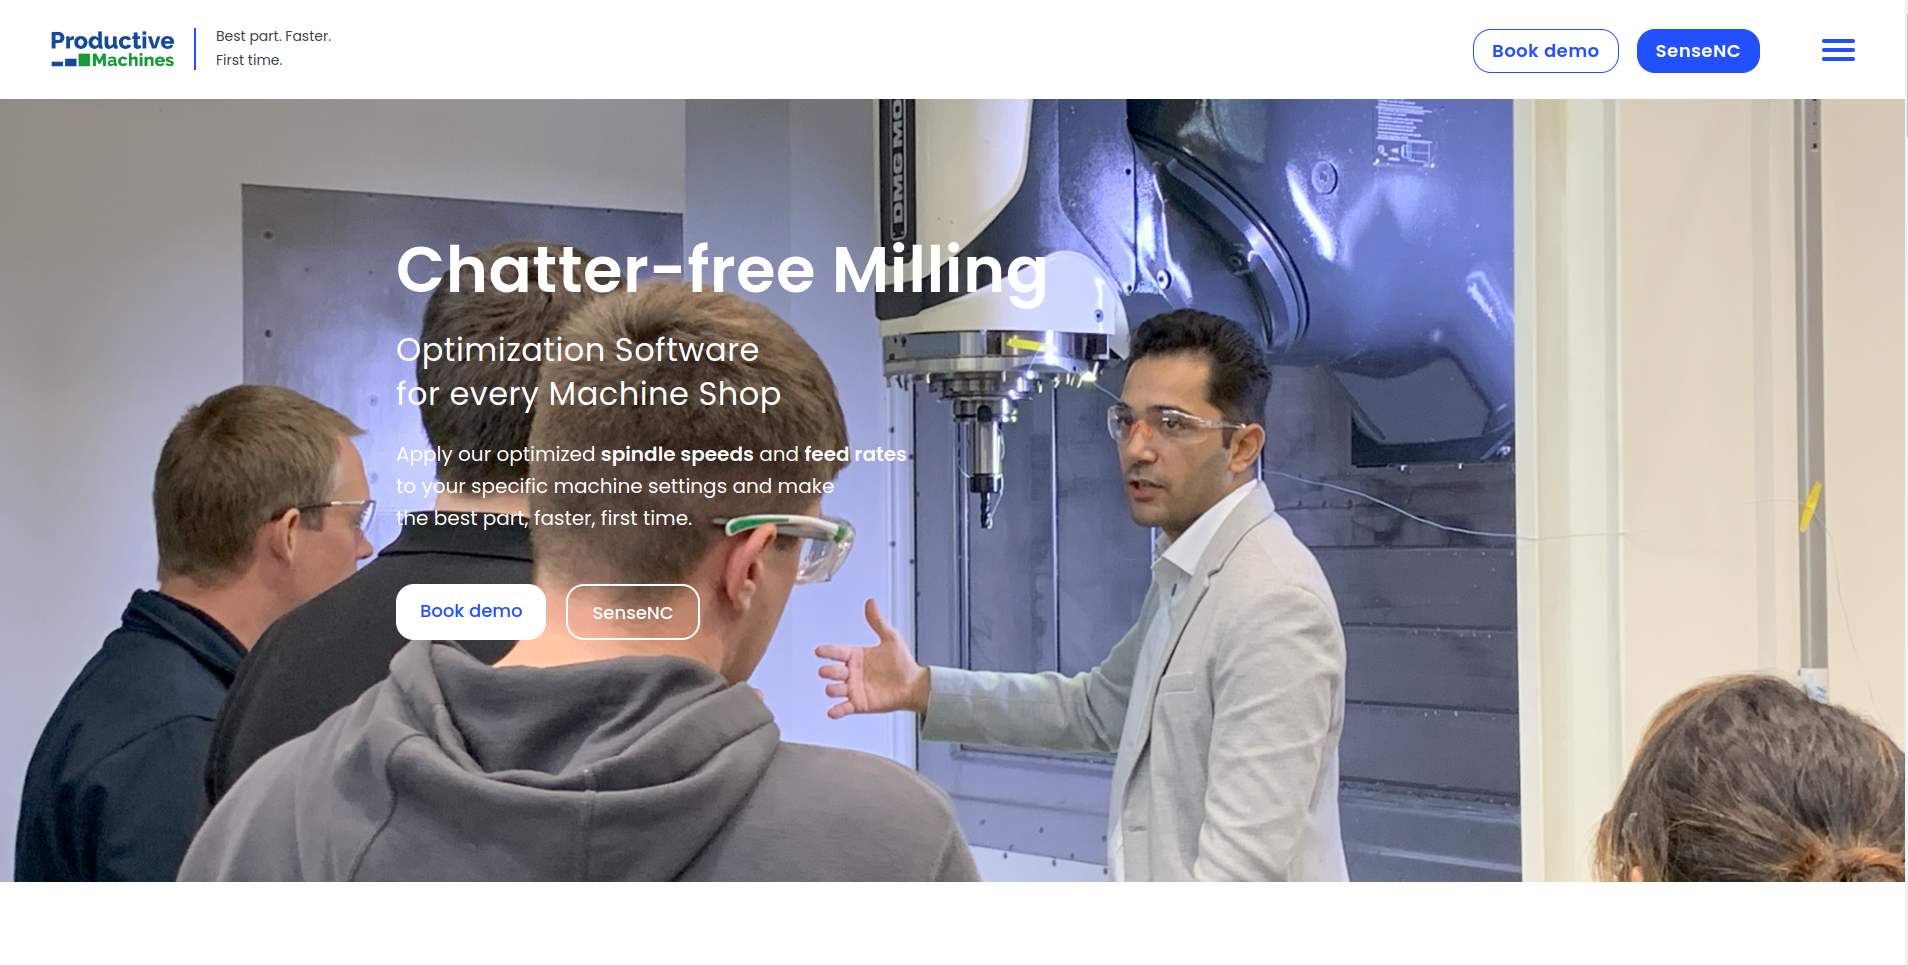 Productive
Machines
Best part. Faster.
First time.
Book demo
SenseNC
DMG MO
Chatter-free Milling
Optimization Software
for every Machine Shop
Apply our optimized spindle speeds and feed rates
to your specific machine settings and make
the best part, faster, first time.
Book demo
SenseNC